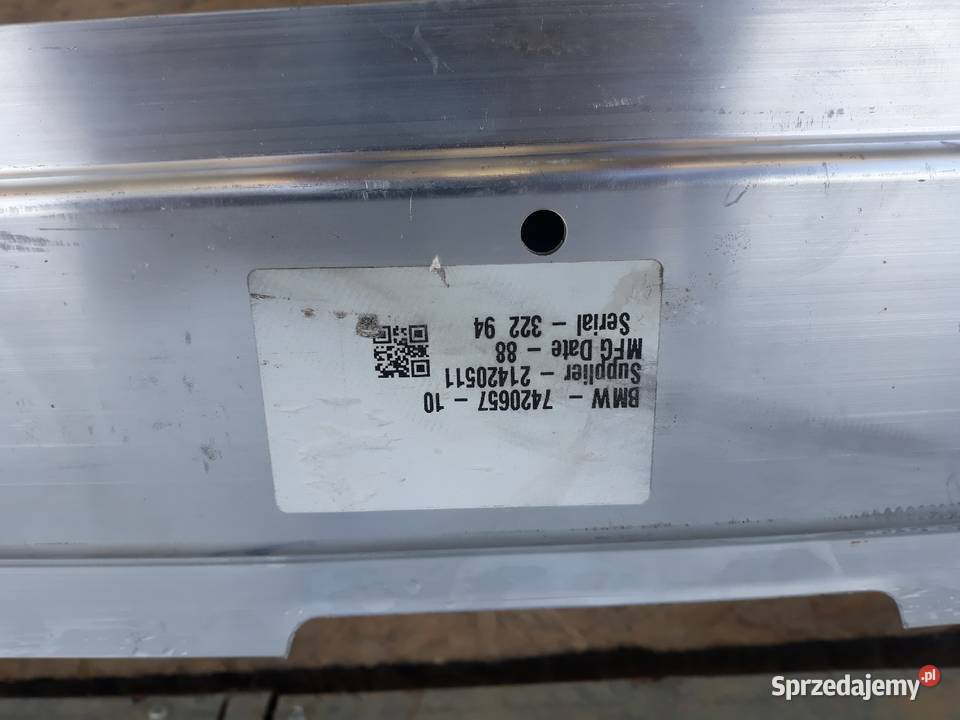 BMW - 7420657 - 10
Supplier - 21420511
MFG Date - 88
Serial - 322 94
Sprzedajemy.pl